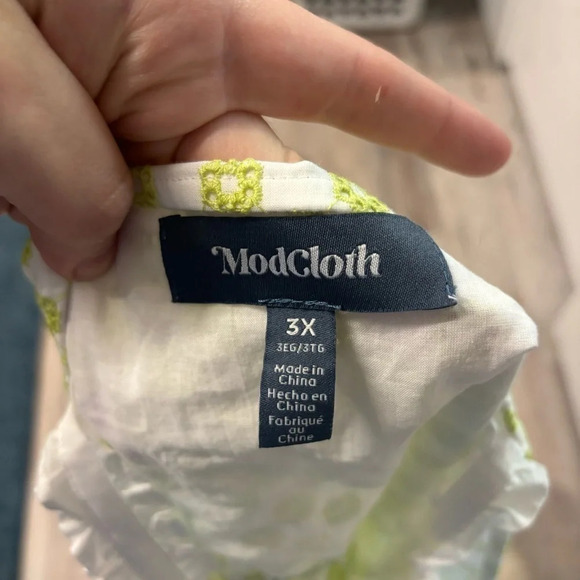 ModCloth
3X
3EG/3TG
Made in
China
Hecho en
China
Fabriqué
au
Chine